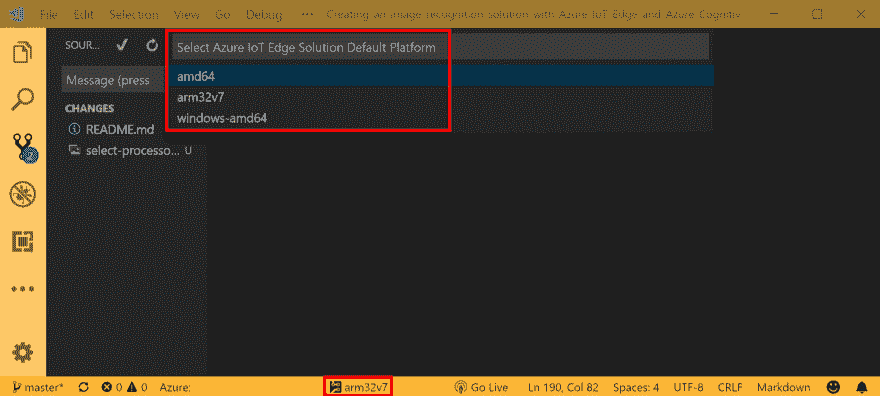 File Edit Selection View Go Debug ··· Creating an image recognition solution with Azure IoT Edge and Azure Cognitiv
SOUR...
Select Azure IoT Edge Solution Default Platform
Message (press
amd64
arm32v7
windows-amd64
CHANGES
README.md
select-processo... U
master* 0 0 Azure: arm32v7 Go Live Ln 190, Col 82 Spaces: 4 UTF-8 CRLF Markdown